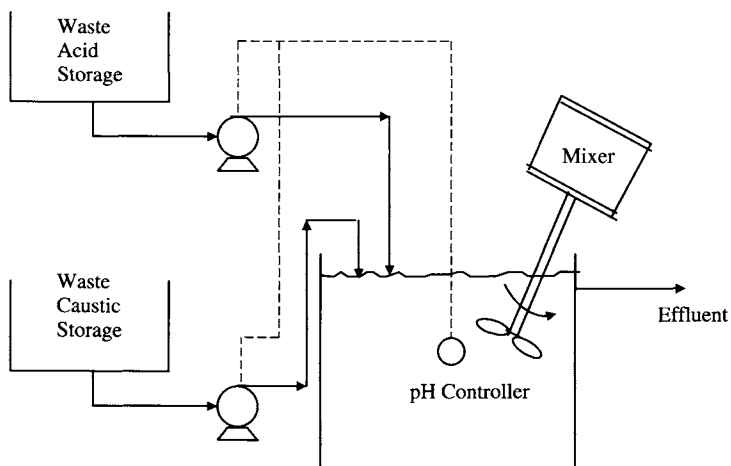 Waste
Acid
Storage
Mixer
Waste
Caustic
Storage
Effluent
pH Controller